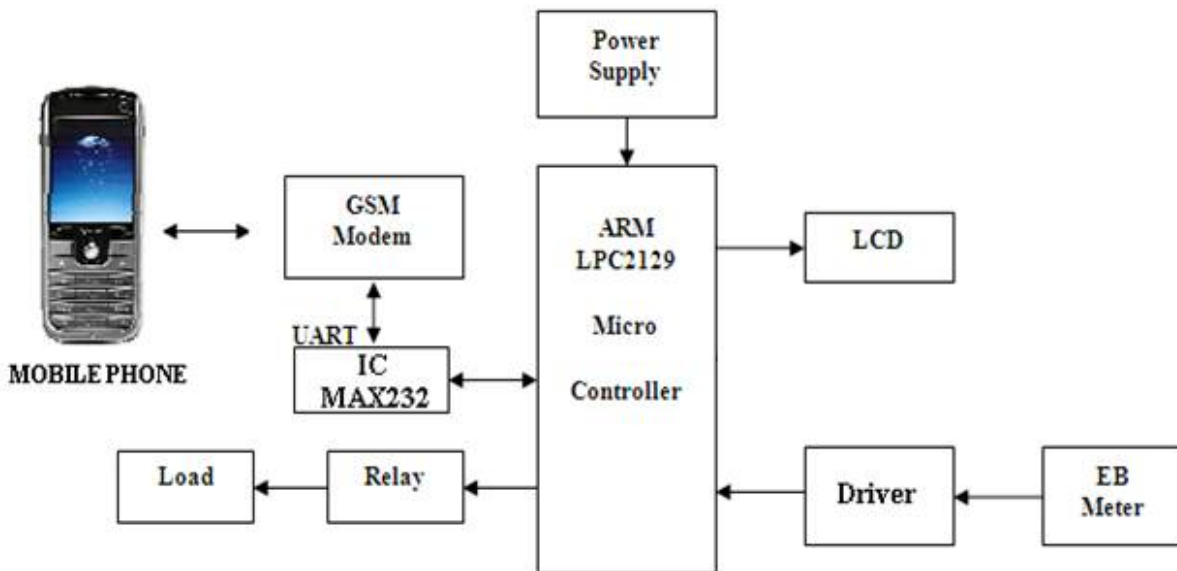 Power
Supply
GSM
Modem
ARM
LPC2129
Micro
Controller
LCD
UART
IC
MAX232
MOBILE PHONE
Load
Relay
Driver
EB
Meter